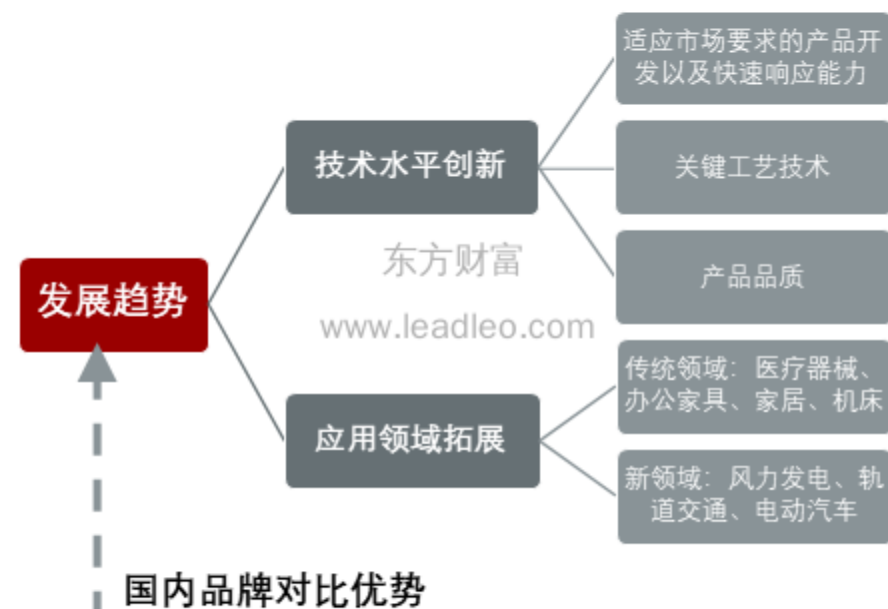 适应市场要求的产品开
发以及快速响应能力
技术水平创新
关键工艺技术
东方财富
产品品质
发展趋势
www.leadleo.com
传统领域：医疗器械、
办公家具、家居、机床
应用领域拓展
新领域：风力发电、轨
道交通、电动汽车
国内品牌对比优势